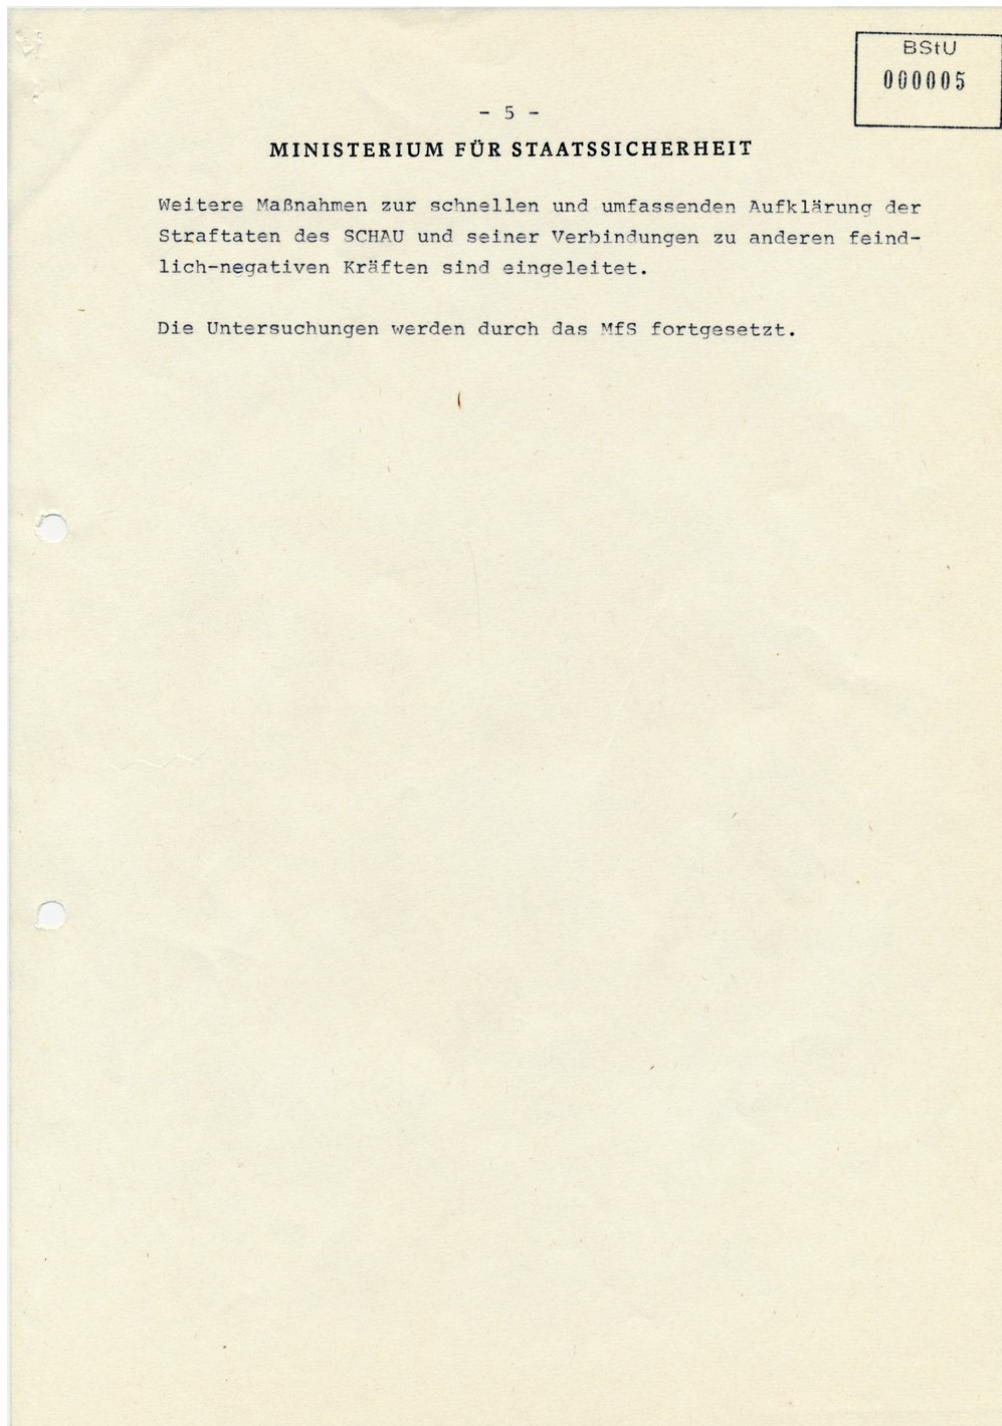 BStU
000005
- 5 -
MINISTERIUM FÜR STAATSSICHERHEIT
Weitere Maßnahmen zur schnellen und umfassenden Aufklärung der
Straftaten des SCHAU und seiner Verbindungen zu anderen feind-
lich-negativen Kräften sind eingeleitet.
Die Untersuchungen werden durch das MfS fortgesetzt.